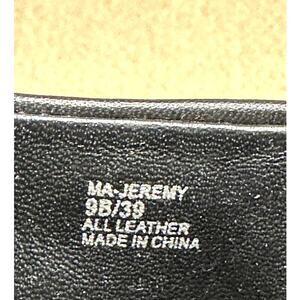 MA-JEREMY
9B/39
ALL LEATHER
MADE IN CHINA